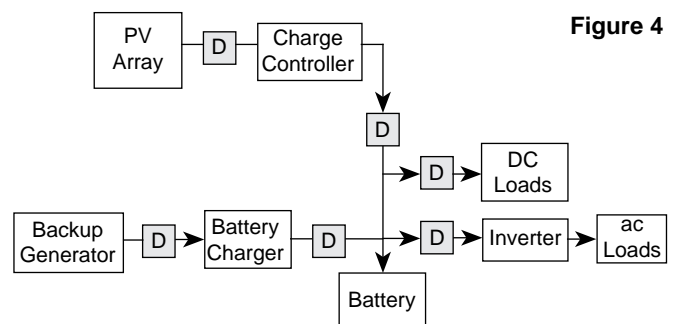 Figure 4
PV
Array
D
Charge
Controller
D
D
DC
Loads
Backup
Generator
D
Battery
Charger
D
D
Inverter
ac
Loads
Battery